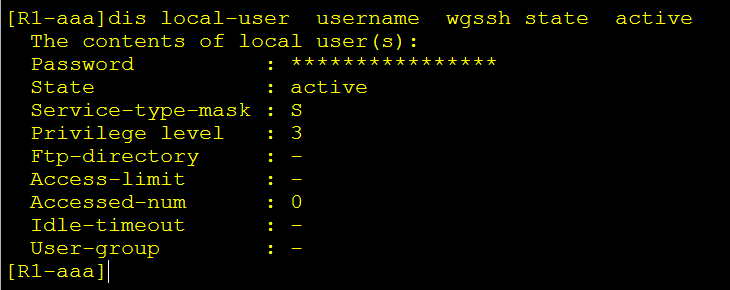 [R1-aaa]dis local-user  username  wgssh state  active
  The contents of local user(s):
  Password           : ****************
  State              : active
  Service-type-mask  : S
  Privilege level    : 3
  Ftp-directory      : -
  Access-limit       : -
  Accessed-num       : 0
  Idle-timeout       : -
  User-group         : -
[R1-aaa]